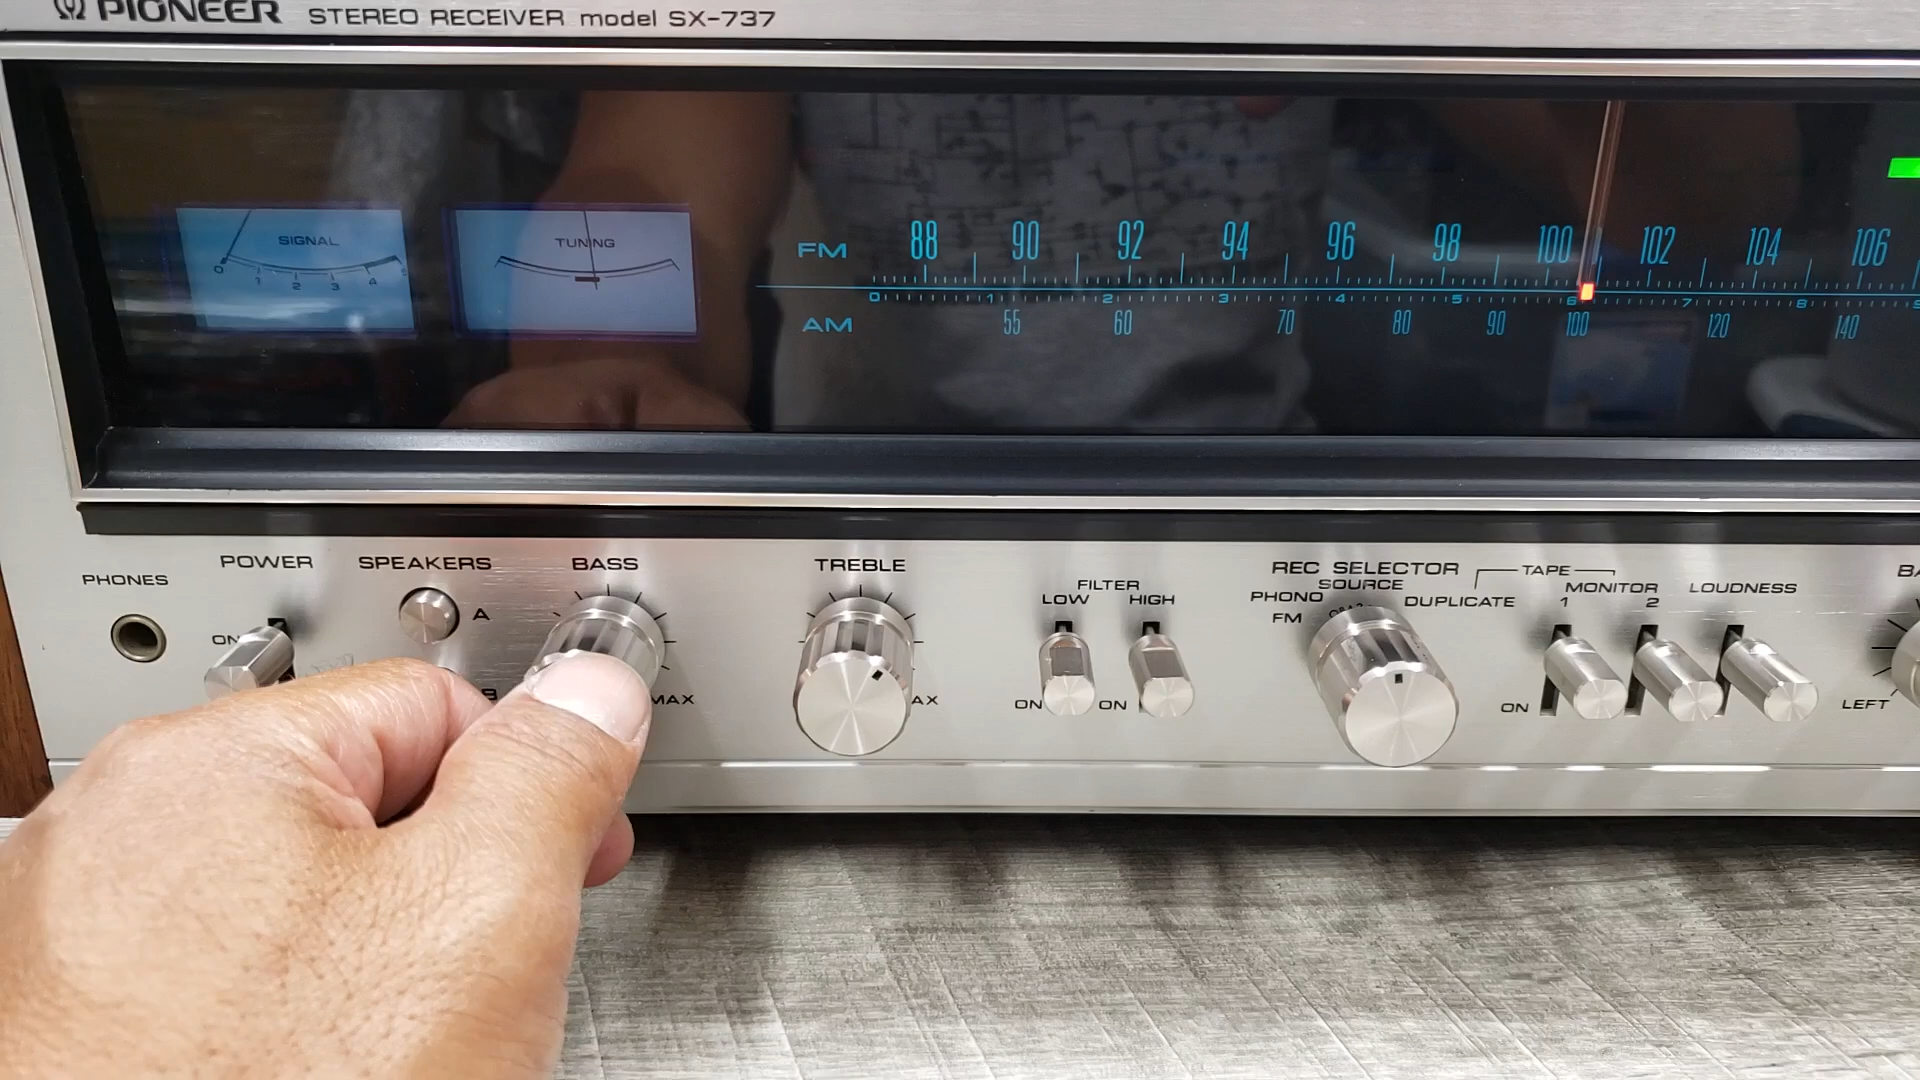 PIONEER STEREO RECEIVER model SX-737
SIGNAL
0 1 2 3 4 5
TUNING
FM 88 90 92 94 96 98 100 102 104 106
0 1 2 3 4 5 6 7 8 9
AM 55 60 70 80 90 100 120 140
PHONES
POWER
ON
SPEAKERS
A
B
BASS
MAX
TREBLE
AX
FILTER
LOW HIGH
ON ON
REC SELECTOR
SOURCE
PHONO
FM
DUPLICATE
TAPE
MONITOR
1 2
ON
LOUDNESS
BA
LEFT